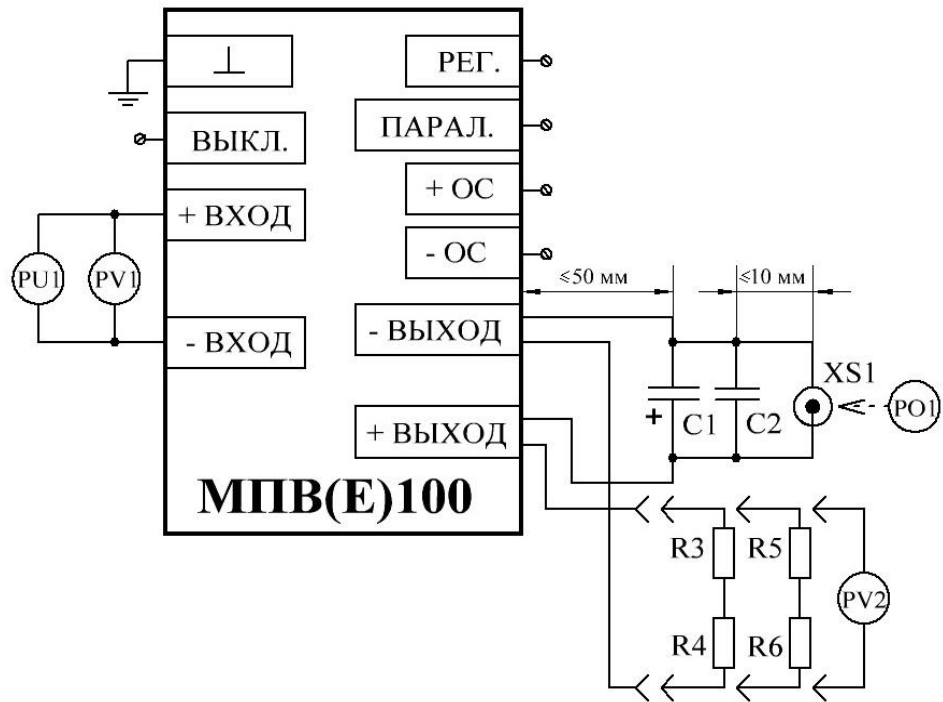 ⊥
РЕГ.
ВЫКЛ.
ПАРАЛ.
+ ВХОД
+ ОС
- ОС
PU1
PV1
≤50 мм
≤10 мм
- ВХОД
- ВЫХОД
XS1
PO1
+
C1
C2
+ ВЫХОД
МПВ(Е)100
R3
R5
PV2
R4
R6